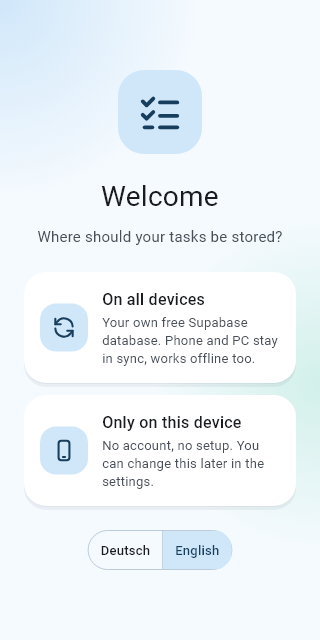 Welcome
Where should your tasks be stored?
On all devices
Your own free Supabase
database. Phone and PC stay
in sync, works offline too.
Only on this device
No account, no setup. You
can change this later in the
settings.
Deutsch English